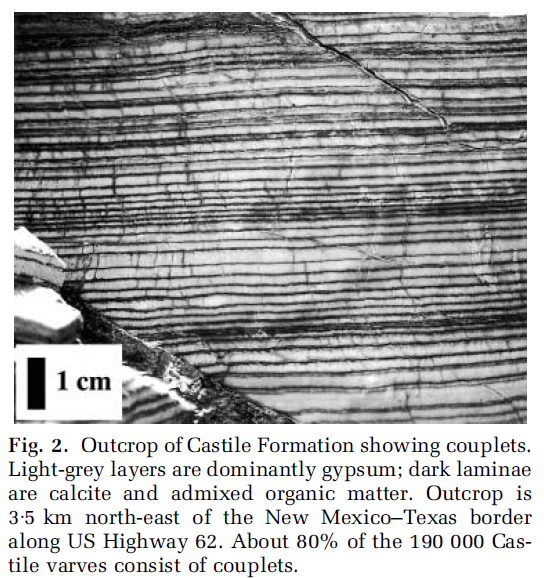 1 cm
Fig. 2. Outcrop of Castile Formation showing couplets.
Light-grey layers are dominantly gypsum; dark laminae
are calcite and admixed organic matter. Outcrop is
3·5 km north-east of the New Mexico–Texas border
along US Highway 62. About 80% of the 190 000 Cas-
tile varves consist of couplets.